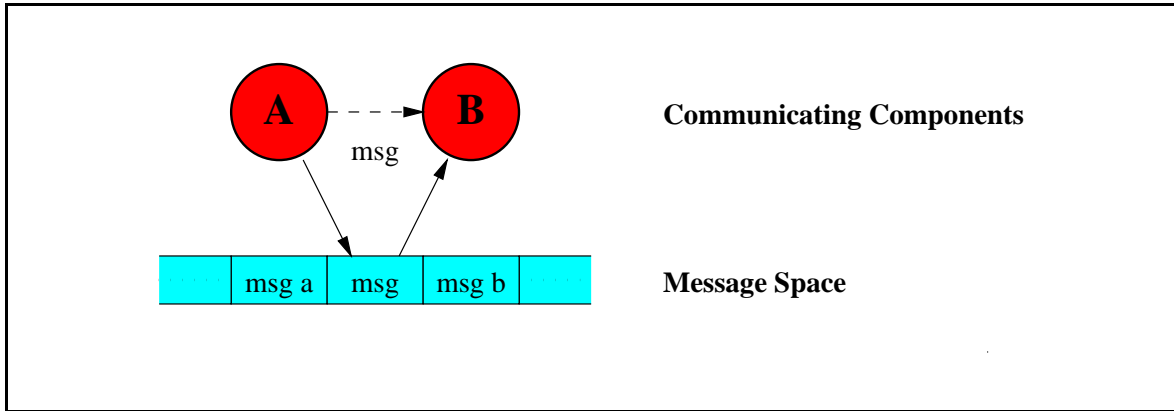 A
B
Communicating Components
msg
msg a
msg
msg b
Message Space